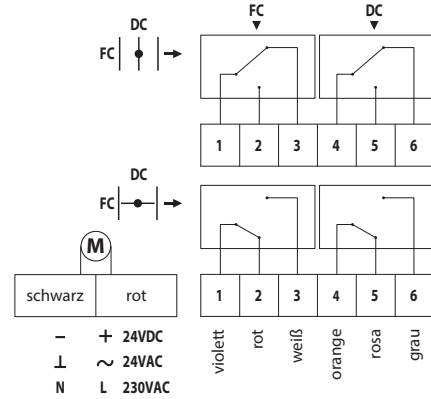 FC DC
DC
FC
1 2 3 4 5 6
DC
FC
M
schwarz rot
1 2 3 4 5 6
violett rot weiß orange rosa grau
− + 24VDC
⊥ ~ 24VAC
N L 230VAC